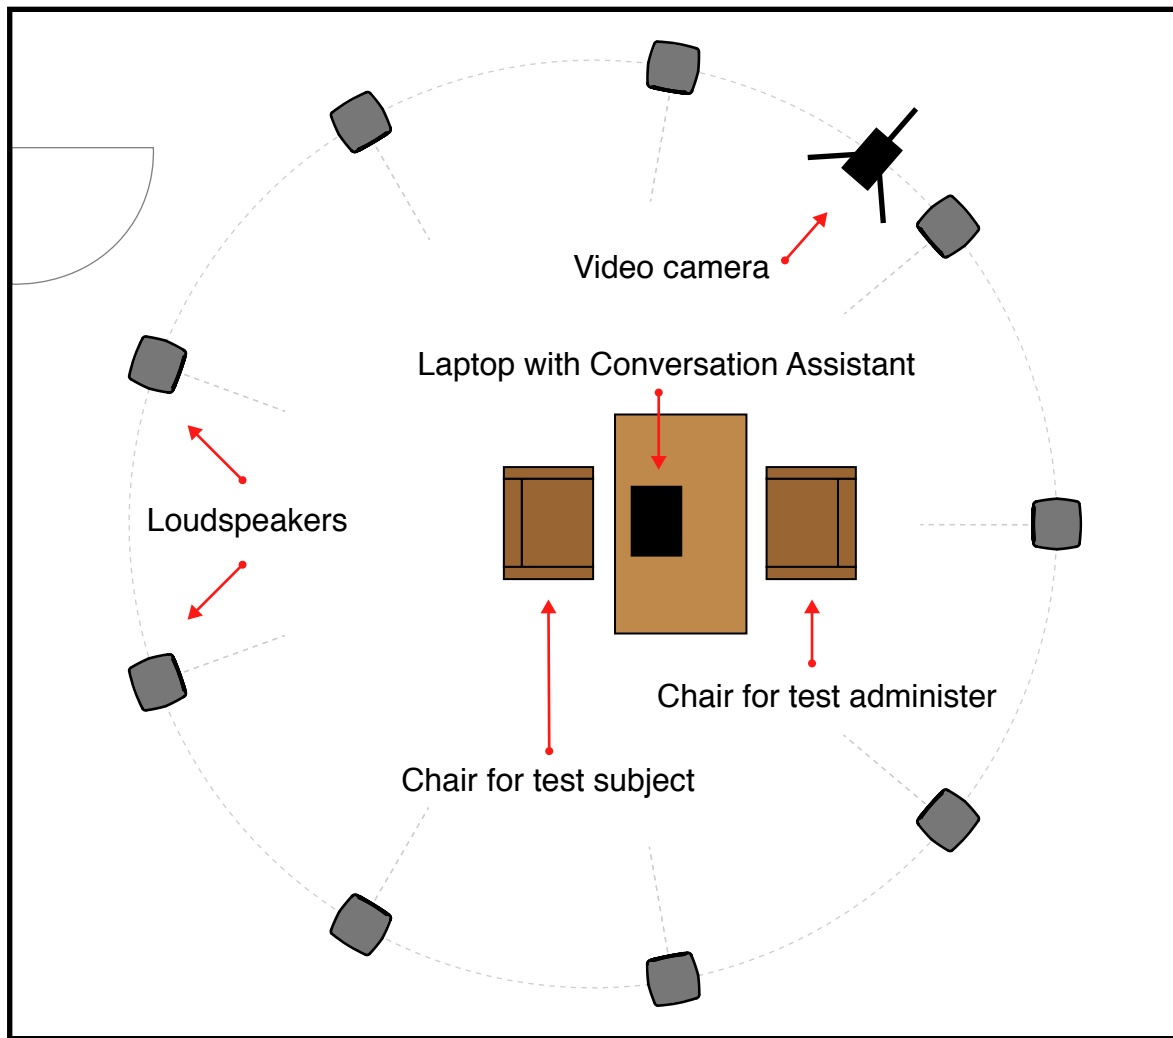 Video camera
Laptop with Conversation Assistant
Loudspeakers
Chair for test administer
Chair for test subject